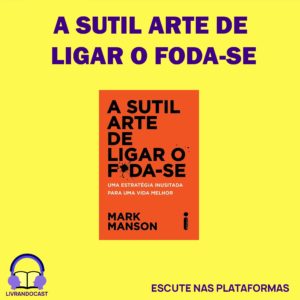 A SUTIL ARTE DE
LIGAR O FODA-SE
A SUTIL
ARTE
DE
LIGAR O
F DA-SE
UMA ESTRATÉGIA INUSITADA
PARA UMA VIDA MELHOR
MARK
MANSON
LIVRANDOCAST
ESCUTE NAS PLATAFORMAS